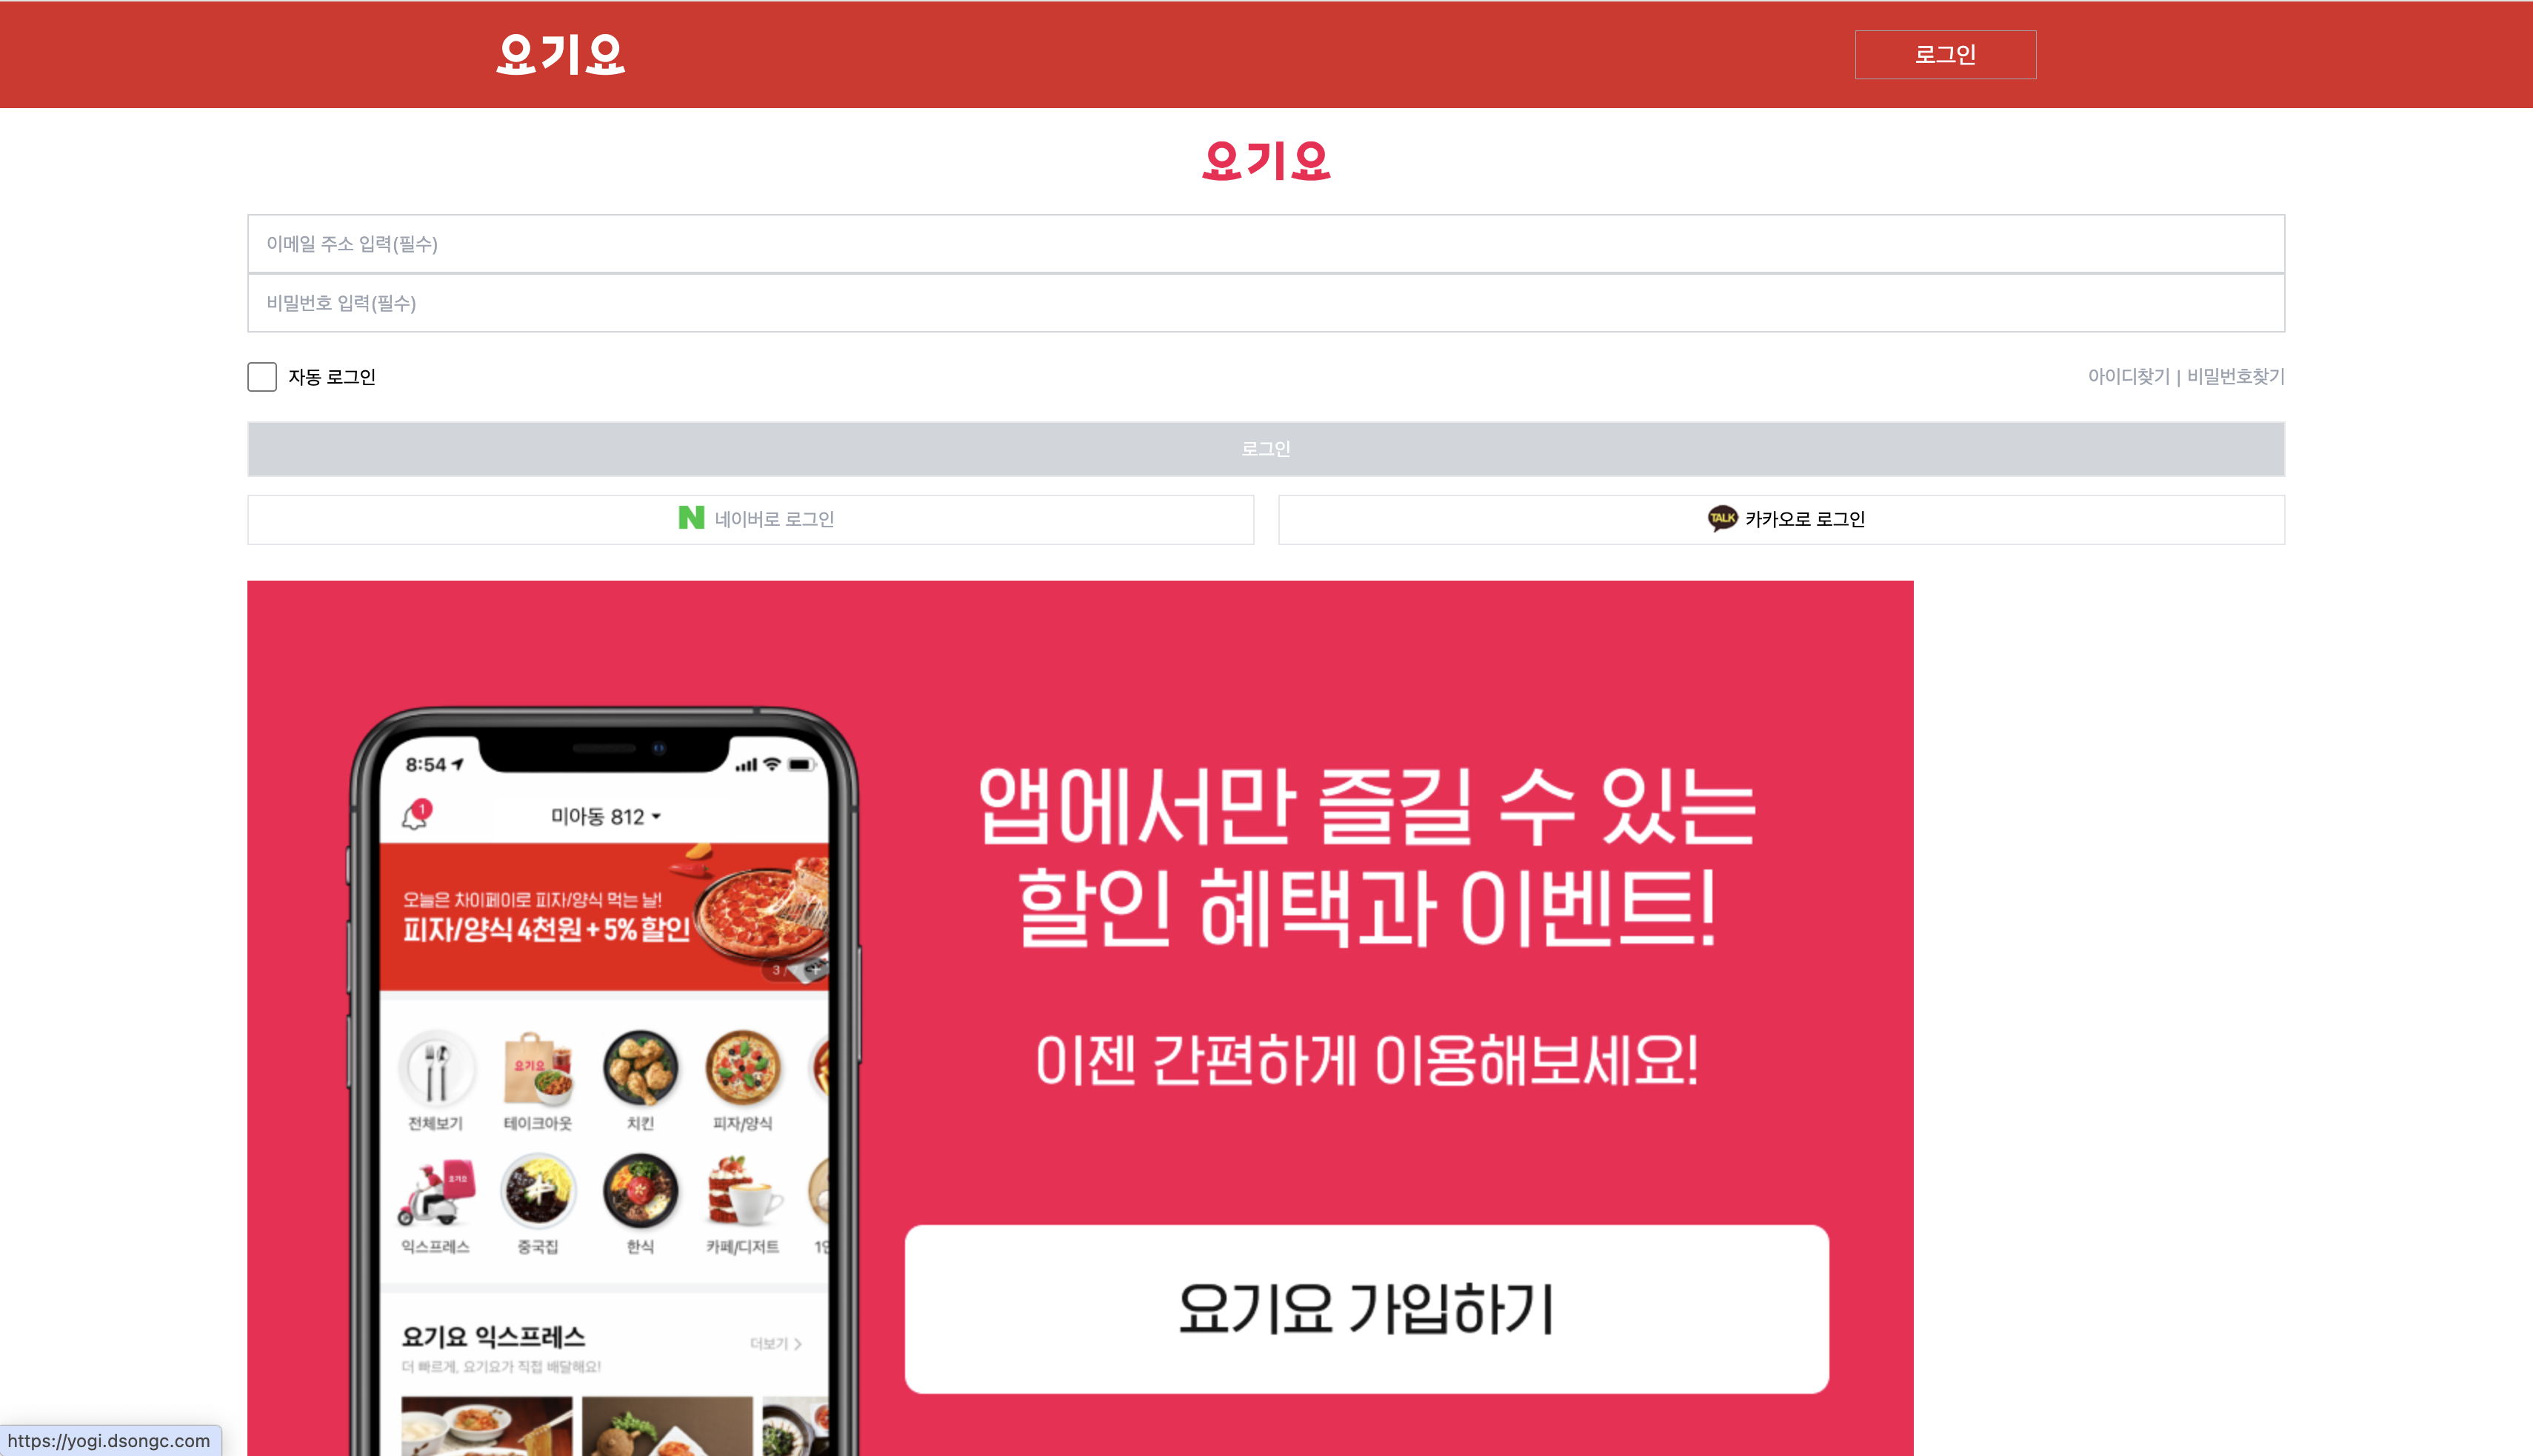 요기요
로그인
요기요
이메일 주소 입력(필수)
비밀번호 입력(필수)
자동 로그인
아이디찾기 | 비밀번호찾기
로그인
N 네이버로 로그인
TALK 카카오로 로그인
8:54
1
미아동 812
오늘은 차이페이로 피자/양식 먹는 날!
피자/양식 4천원 + 5% 할인
3 /
+
요기요
전체보기
테이크아웃
치킨
피자/양식
요기요
익스프레스
중국집
한식
카페/디저트
요기요 익스프레스
더보기
더 빠르게, 요기요가 직접 배달해요!
앱에서만 즐길 수 있는
할인 혜택과 이벤트!
이젠 간편하게 이용해보세요!
요기요 가입하기
https://yogi.dsongc.com